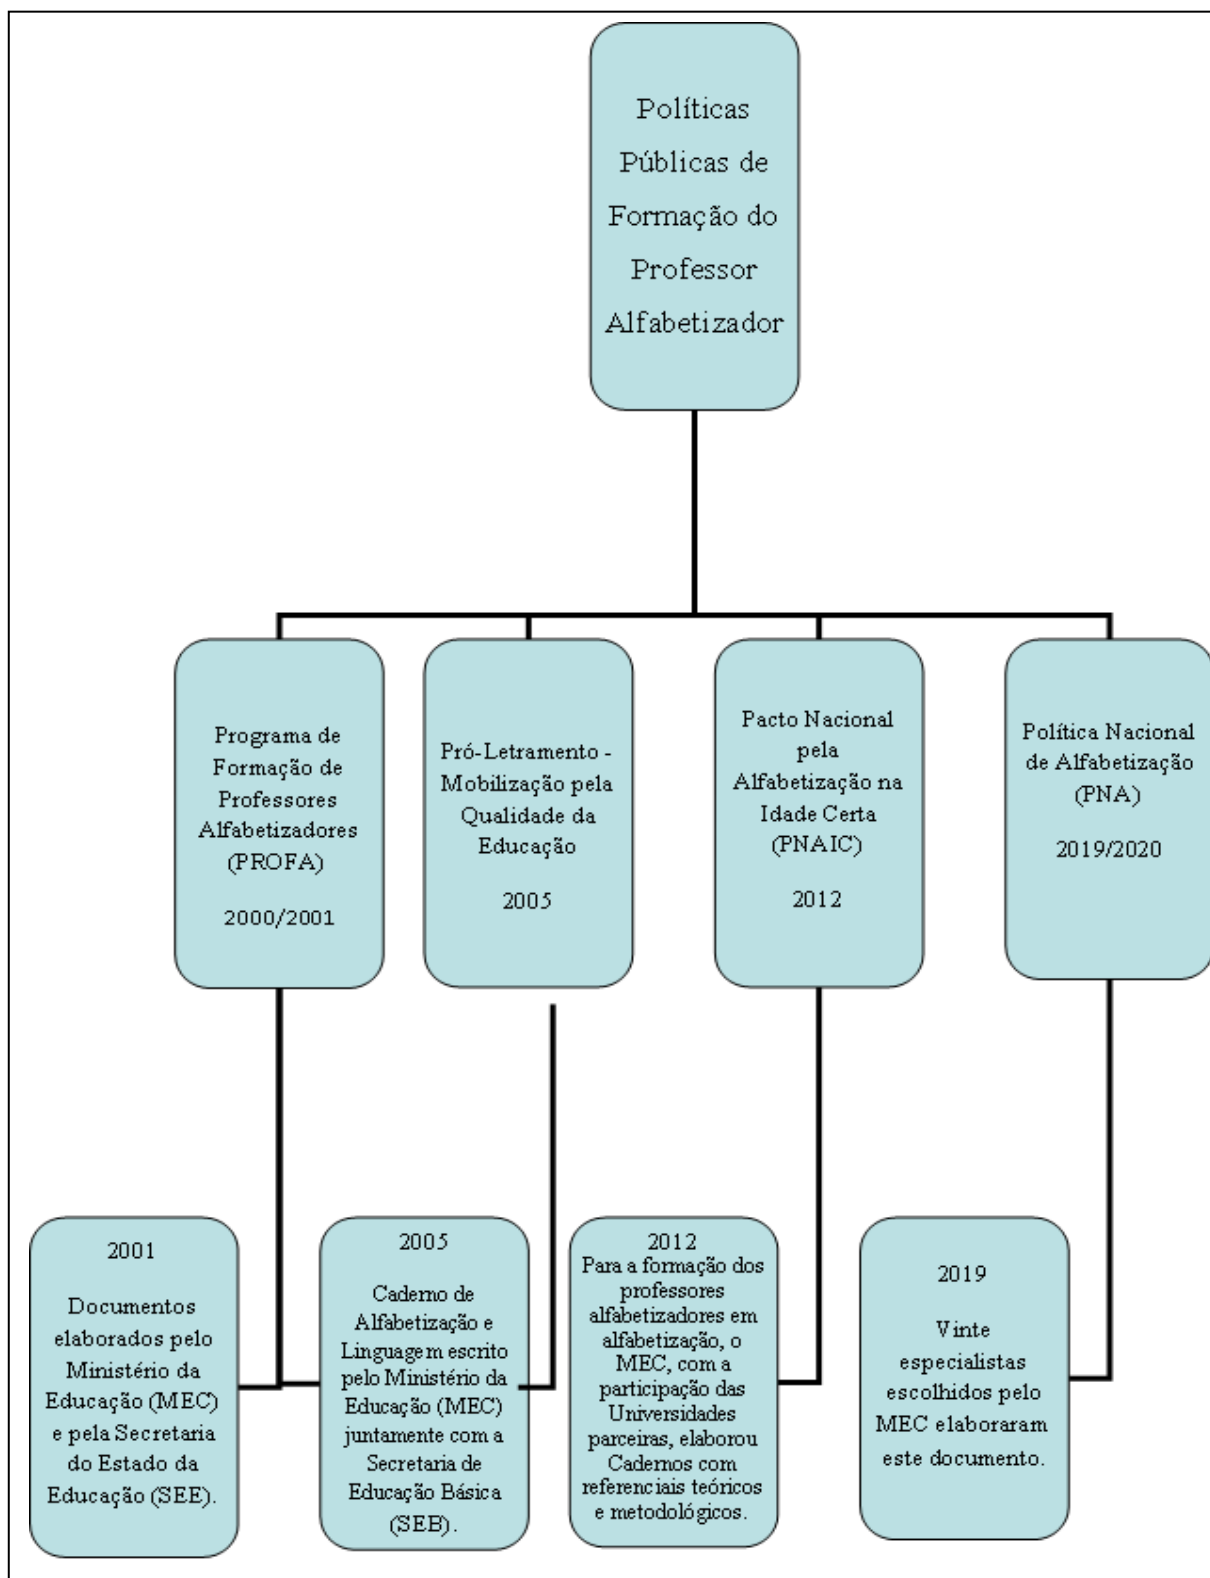 Políticas
Públicas de
Formação do
Professor
Alfabetizador
Programa de
Formação de
Professores
Alfabetizadores
(PROFA)
2000/2001
Pró-Letramento -
Mobilização pela
Qualidade da
Educação
2005
Pacto Nacional
pela
Alfabetização na
Idade Certa
(PNAIC)
2012
Política Nacional
de Alfabetização
(PNA)
2019/2020
2001
Documentos
elaborados pelo
Ministério da
Educação (MEC)
e pela Secretaria
do Estado da
Educação (SEE).
2005
Caderno de
Alfabetização e
Linguagem escrito
pelo Ministério da
Educação (MEC)
juntamente com a
Secretaria de
Educação Básica
(SEB).
2012
Para a formação dos
professores
alfabetizadores em
alfabetização, o
MEC, com a
participação das
Universidades
parceiras, elaborou
Cadernos com
referenciais teóricos
e metodológicos.
2019
Vinte
especialistas
escolhidos pelo
MEC elaboraram
este documento.